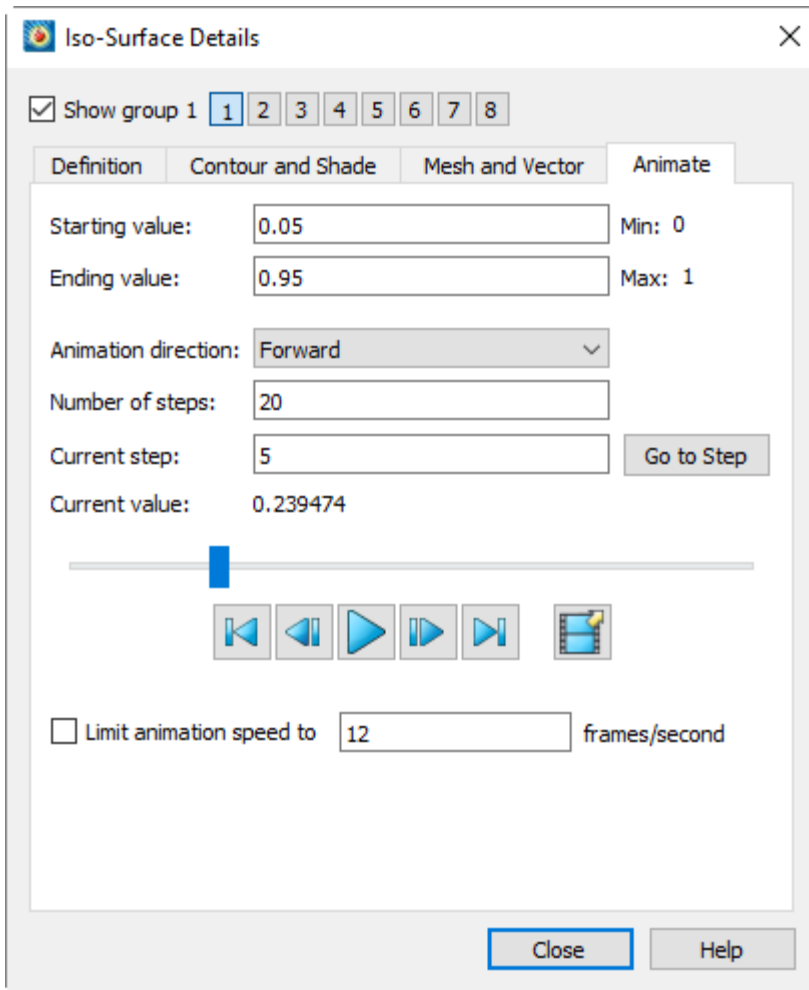 Iso-Surface Details
Show group 1 1 2 3 4 5 6 7 8
Definition Contour and Shade Mesh and Vector Animate
Starting value: 0.05 Min: 0
Ending value: 0.95 Max: 1
Animation direction: Forward
Number of steps: 20
Current step: 5 Go to Step
Current value: 0.239474
Limit animation speed to 12 frames/second
Close Help